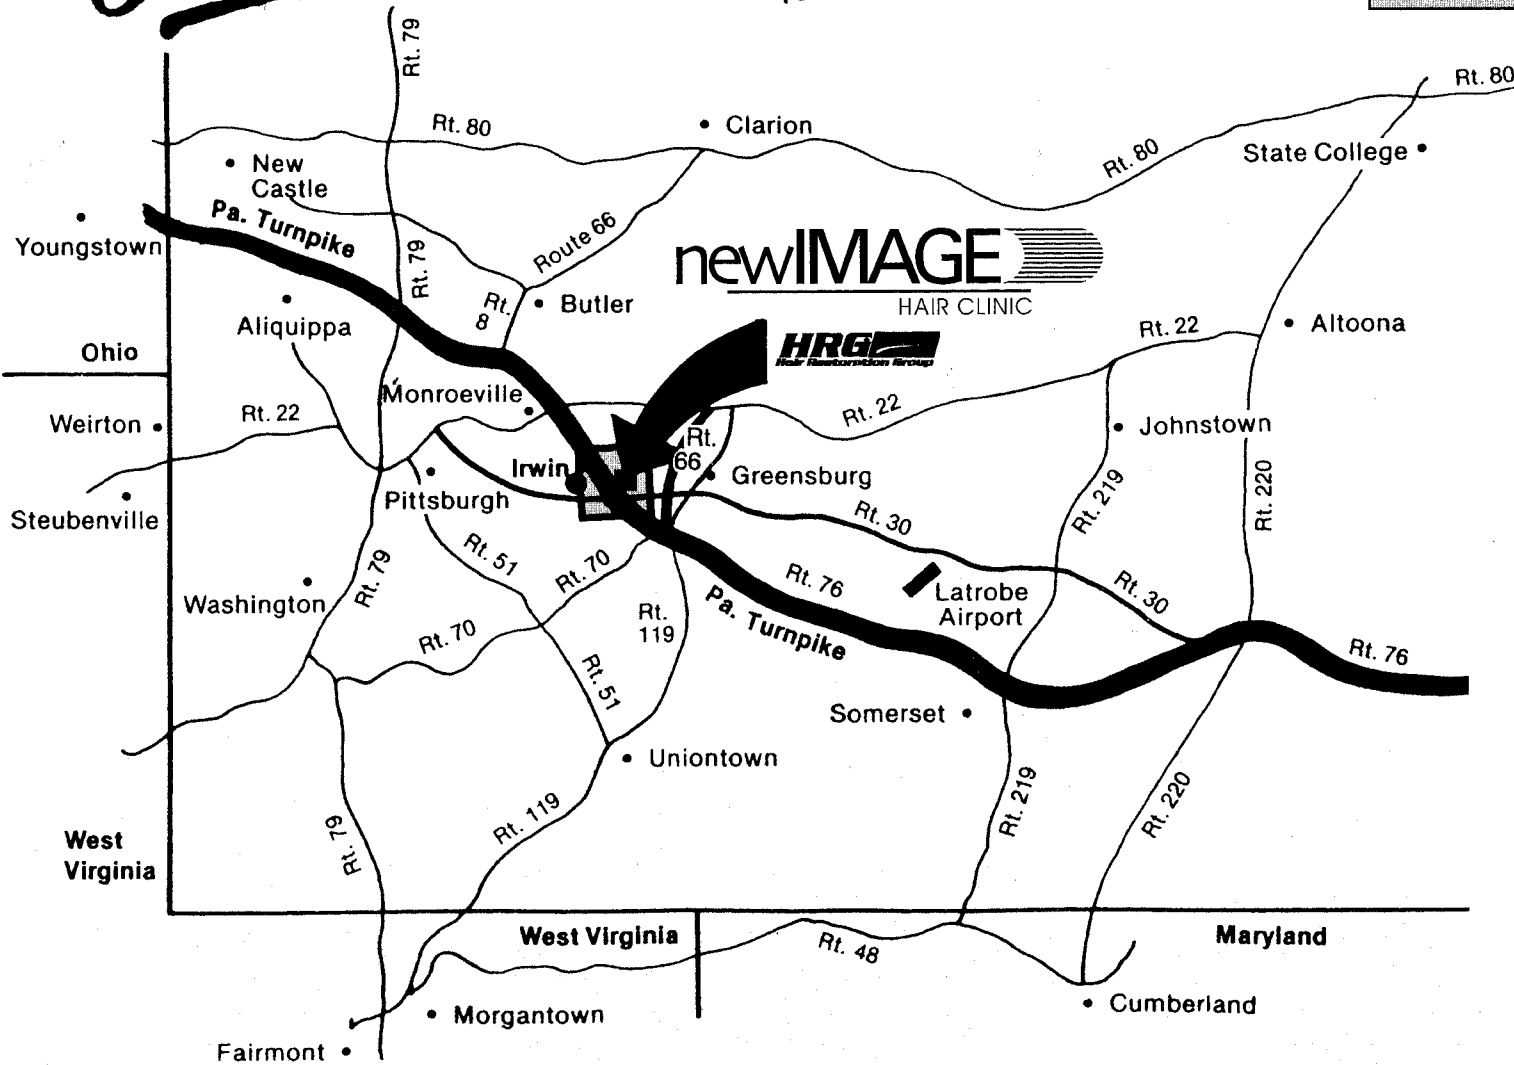 Rt. 79
Rt. 80
Rt. 80
Clarion
Rt. 80
State College
New
Castle
Pa. Turnpike
Youngstown
Route 66
Rt. 79
newIMAGE
HAIR CLINIC
Rt.
8
Butler
Aliquippa
HRG
Hair Restoration Group
Rt. 22
Altoona
Ohio
Monroeville
Rt. 22
Rt. 22
Weirton
Johnstown
Rt.
66
Irwin
Greensburg
Pittsburgh
Rt. 219
Rt. 220
Steubenville
Rt. 30
Rt. 51
Rt. 70
Rt. 79
Rt. 76
Latrobe
Airport
Rt. 30
Washington
Rt.
119
Pa. Turnpike
Rt. 70
Rt. 76
Rt. 51
Somerset
Uniontown
Rt. 219
Rt. 220
Rt. 119
Rt. 79
West
Virginia
West Virginia
Rt. 48
Maryland
Morgantown
Cumberland
Fairmont